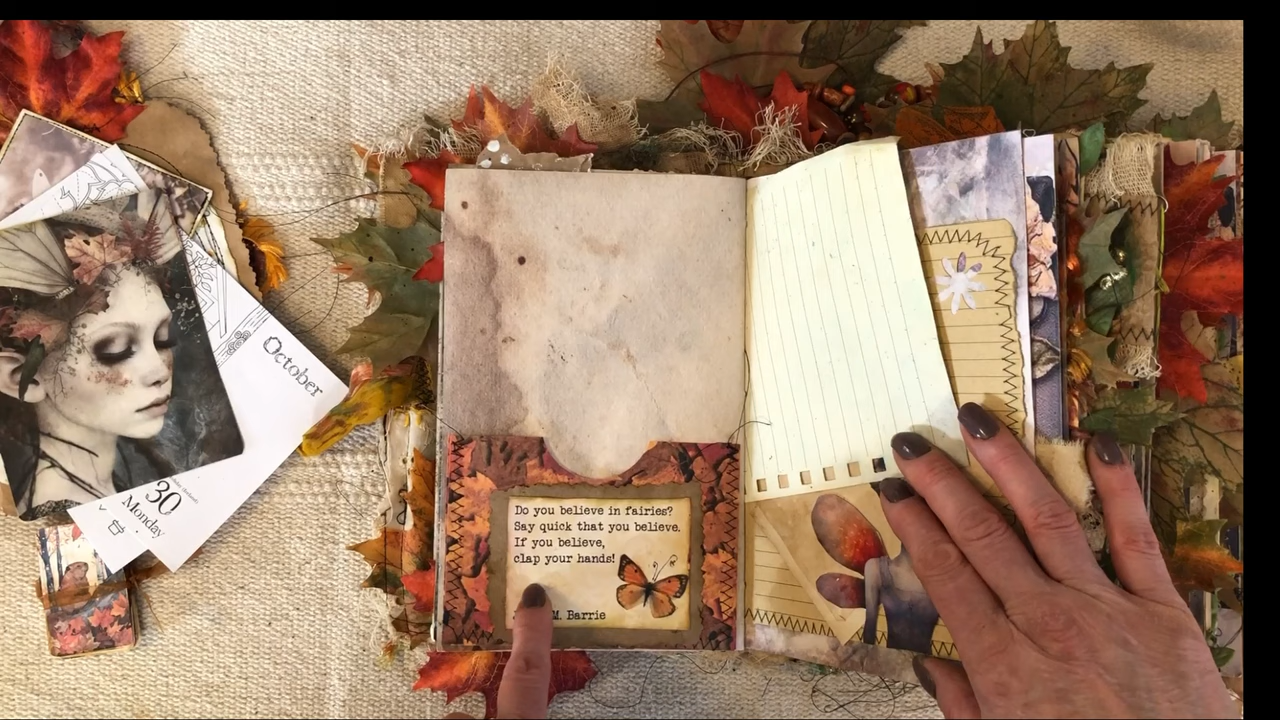 October
30
Monday
Do you believe in fairies?
Say quick that you believe.
If you believe,
clap your hands!
M. Barrie